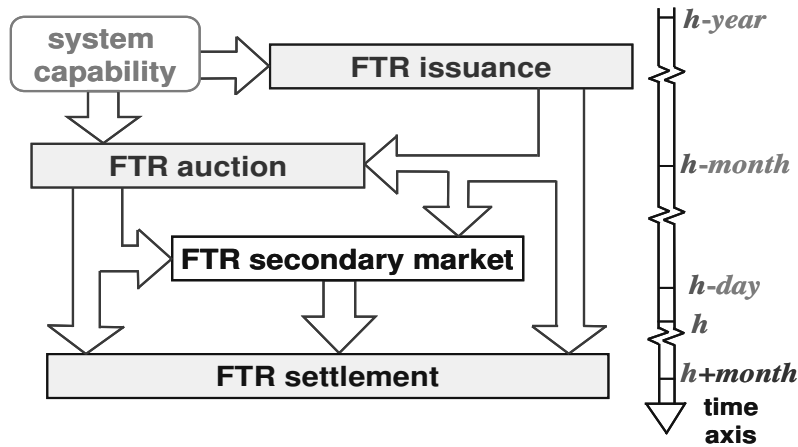 system
capability
FTR issuance
h-year
FTR auction
h-month
FTR secondary market
h-day
h
FTR settlement
h+month
time
axis